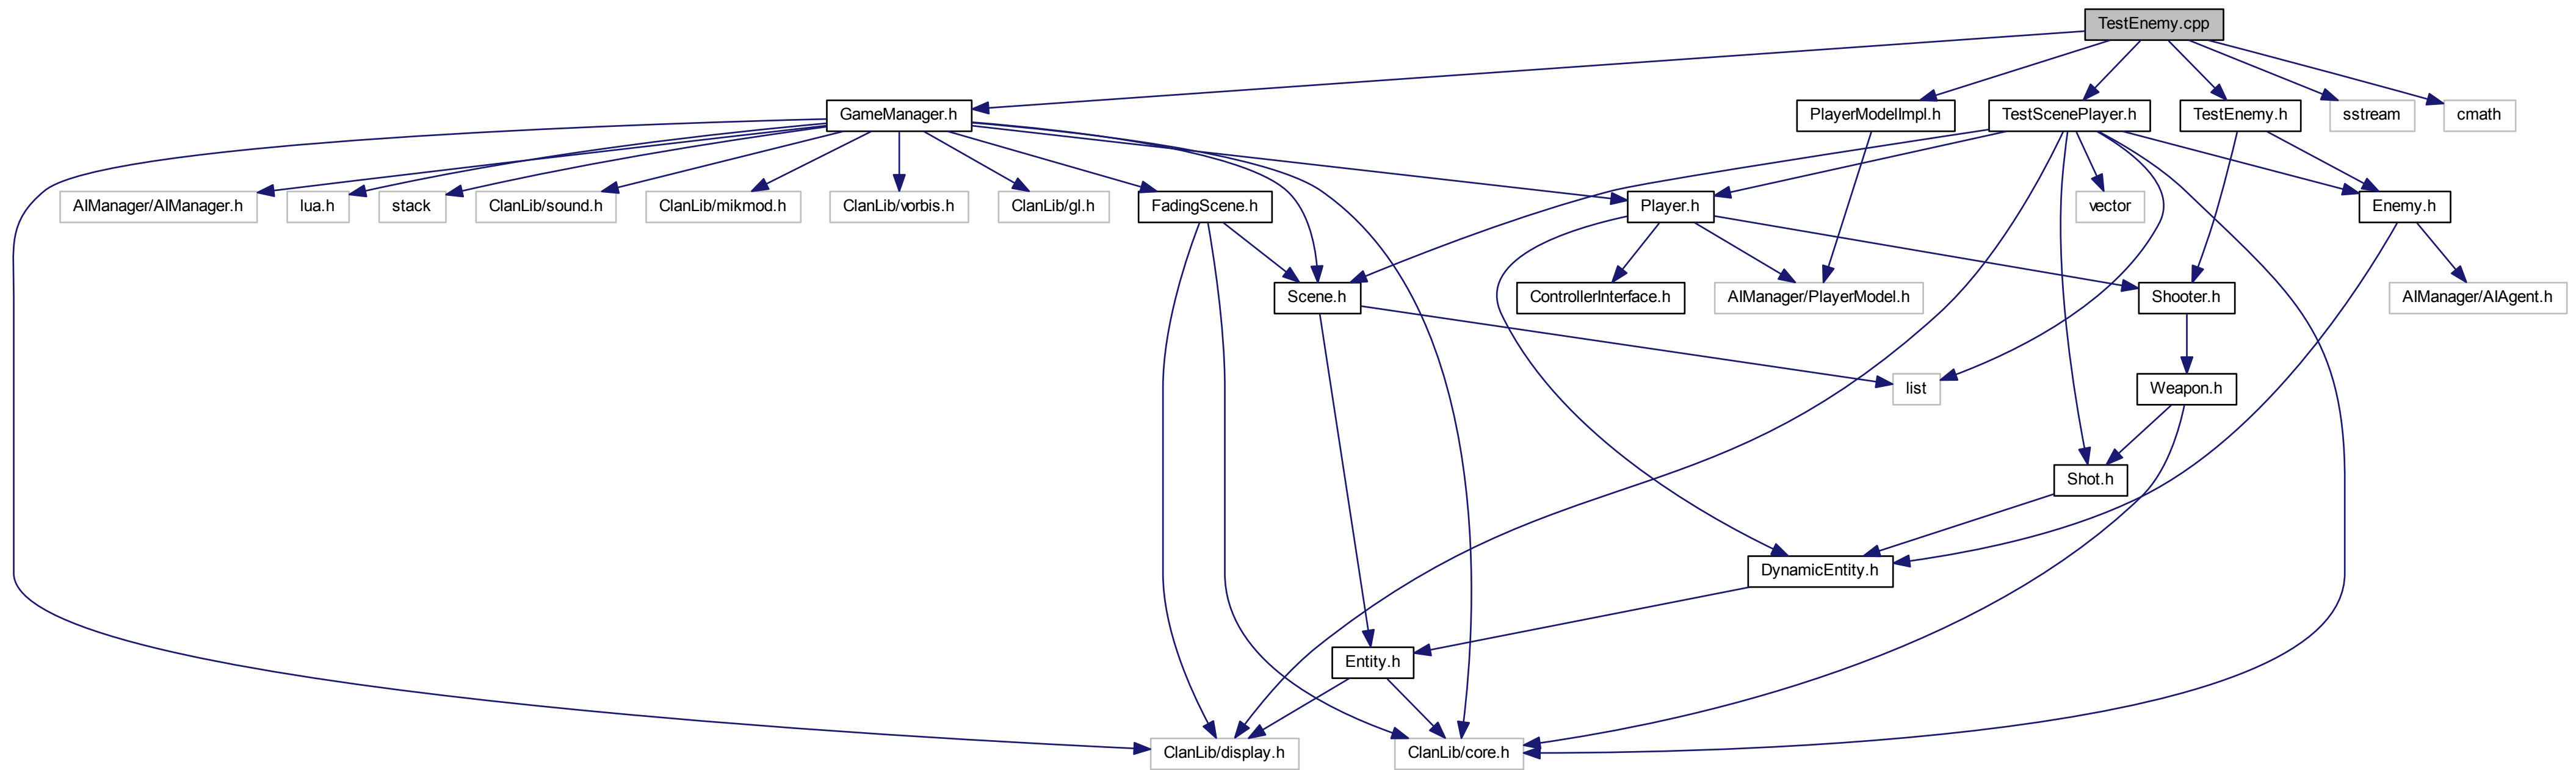 TestEnemy.cpp
GameManager.h
PlayerModelImpl.h
TestScenePlayer.h
TestEnemy.h
sstream
cmath
AIManager/AIManager.h
lua.h
stack
ClanLib/sound.h
ClanLib/mikmod.h
ClanLib/vorbis.h
ClanLib/gl.h
FadingScene.h
Player.h
vector
Enemy.h
Scene.h
ControllerInterface.h
AIManager/PlayerModel.h
Shooter.h
AIManager/AIAgent.h
list
Weapon.h
Shot.h
DynamicEntity.h
Entity.h
ClanLib/display.h
ClanLib/core.h